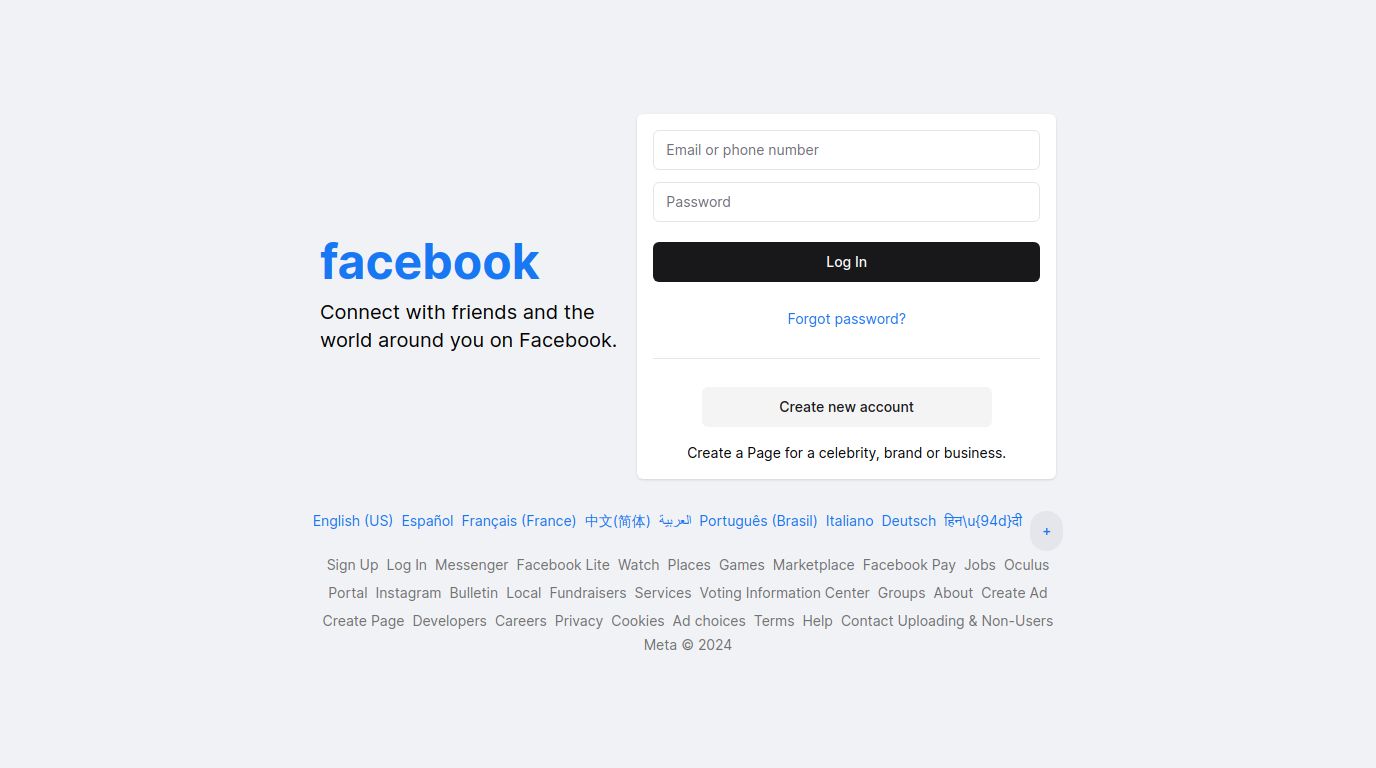 facebook
Connect with friends and the
world around you on Facebook.
Email or phone number
Password
Log In
Forgot password?
Create new account
Create a Page for a celebrity, brand or business.
English (US) Español Français (France) 中文(简体) العربية Português (Brasil) Italiano Deutsch हिन\u{94d}दी +
Sign Up Log In Messenger Facebook Lite Watch Places Games Marketplace Facebook Pay Jobs Oculus
Portal Instagram Bulletin Local Fundraisers Services Voting Information Center Groups About Create Ad
Create Page Developers Careers Privacy Cookies Ad choices Terms Help Contact Uploading & Non-Users
Meta © 2024